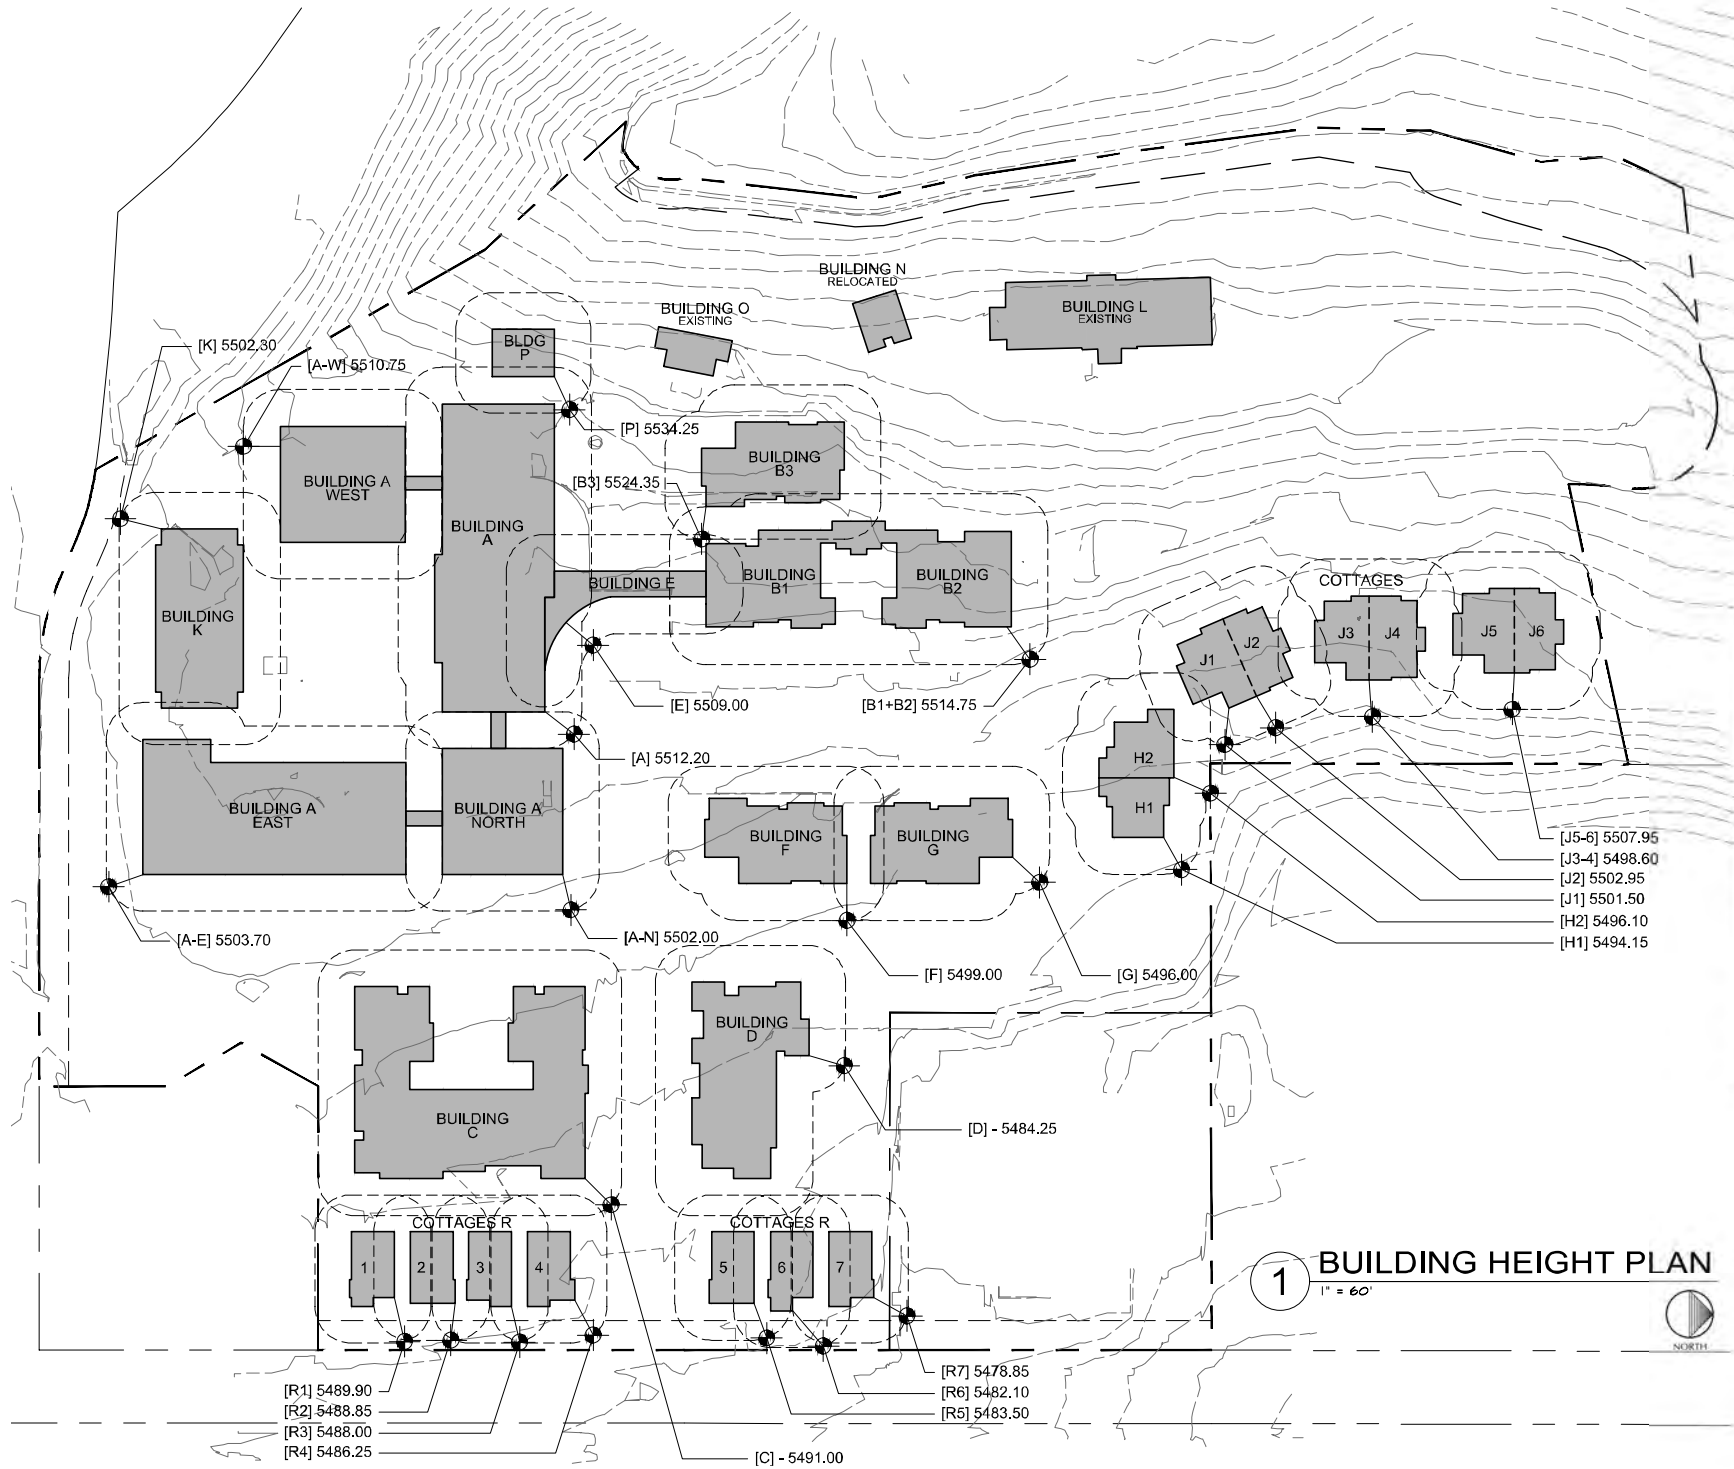 BUILDING N
RELOCATED
BUILDING L
EXISTING
BUILDING O
EXISTING
BLDG
P
[K] 5502.30
[A-W] 5510.75
[P] 5534.25
BUILDING A
WEST
BUILDING
A
BUILDING
B3
[B3] 5524.35
BUILDING
K
BUILDING E
BUILDING
B1
BUILDING
B2
COTTAGES
J1
J2
J3
J4
J5
J6
[E] 5509.00
[B1+B2] 5514.75
[A] 5512.20
H2
H1
BUILDING A
EAST
BUILDING A
NORTH
BUILDING
F
BUILDING
G
[J5-6] 5507.95
[J3-4] 5498.60
[J2] 5502.95
[J1] 5501.50
[H2] 5496.10
[H1] 5494.15
[A-E] 5503.70
[A-N] 5502.00
[F] 5499.00
[G] 5496.00
BUILDING
D
BUILDING
C
[D] - 5484.25
COTTAGES R
1
2
3
4
COTTAGES R
5
6
7
[R1] 5489.90
[R2] 5488.85
[R3] 5488.00
[R4] 5486.25
[R7] 5478.85
[R6] 5482.10
[R5] 5483.50
[C] - 5491.00
1
BUILDING HEIGHT PLAN
1" = 60'
NORTH